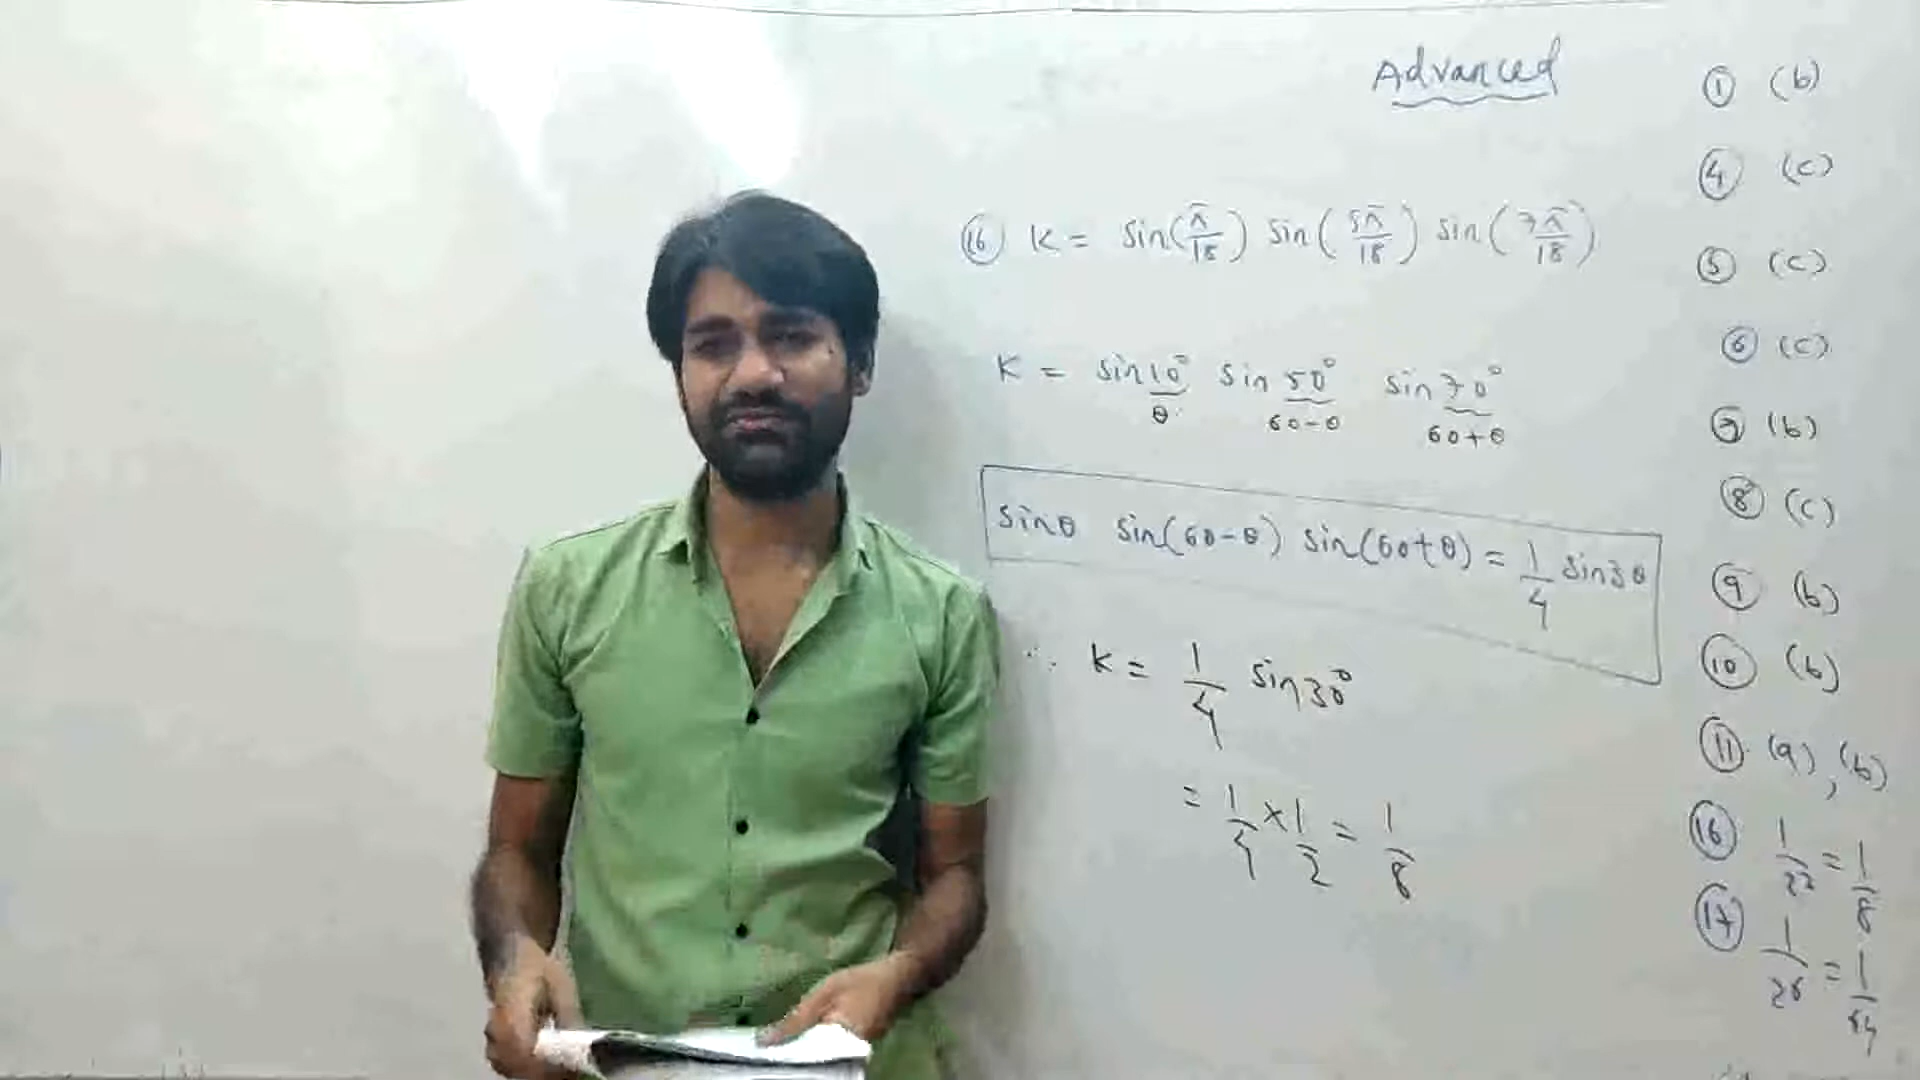 Advanced
(16) K = sin(π/18) sin(5π/18) sin(7π/18)
K = sin10° sin50° sin70°
θ 60-θ 60+θ
sinθ sin(60-θ) sin(60+θ) = 1/4 sin3θ
∴ K = 1/4 sin30°
= 1/4 × 1/2 = 1/8
(1) (b)
(4) (c)
(5) (c)
(6) (c)
(7) (b)
(8) (c)
(9) (b)
(10) (b)
(11) (a), (b)
(16) 1/2³ = 1/8
(17) 1/2⁶ = 1/64